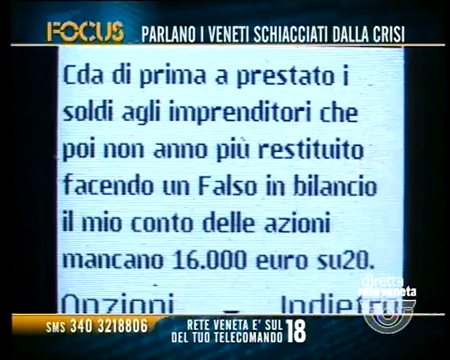 FOCUS PARLANO I VENETI SCHIACCIATI DALLA CRISI
Cda di prima a prestato i
soldi agli imprenditori che
poi non anno più restituito
facendo un Falso in bilancio
il mio conto delle azioni
mancano 16.000 euro su20.
diretta
reteveneta
Opzioni Indietro
SMS 340 3218806
RETE VENETA E' SUL
DEL TUO TELECOMANDO 18